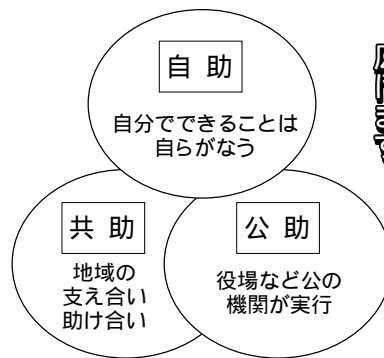 自助
自分でできることは
自らがなう
共助
地域の
支え合い
助け合い
公助
役場など公の
機関が実行